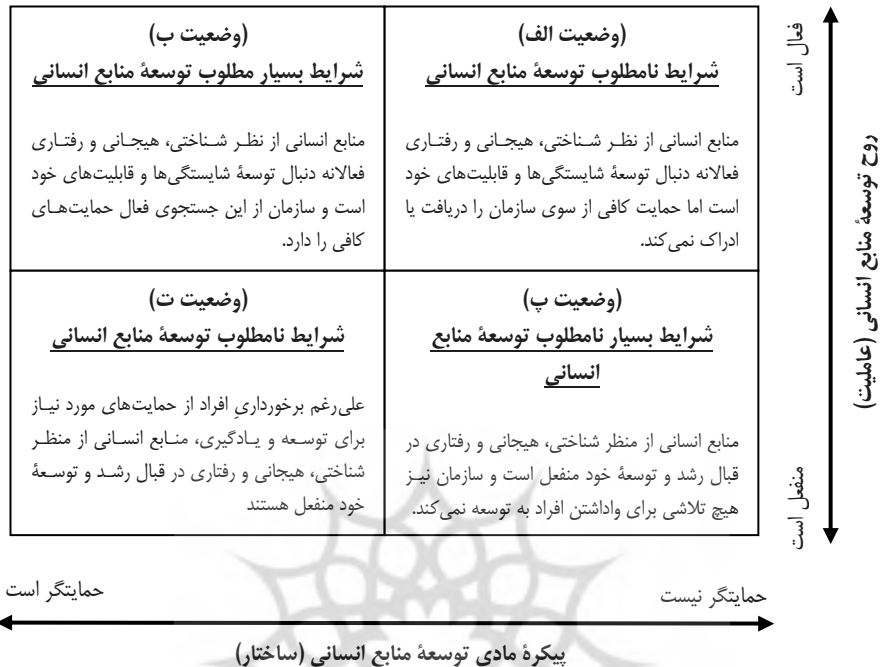 (وضعیت الف)
شرایط نامطلوب توسعهٔ منابع انسانی
منابع انسانی از نظر شناختی، هیجانی و رفتاری
فعالانه دنبال توسعهٔ شایستگی‌ها و قابلیت‌های خود
است اما حمایت کافی از سوی سازمان را دریافت یا
ادراک نمی‌کند.
(وضعیت ب)
شرایط بسیار مطلوب توسعهٔ منابع انسانی
منابع انسانی از نظر شناختی، هیجانی و رفتاری
فعالانه دنبال توسعهٔ شایستگی‌ها و قابلیت‌های خود
است و سازمان از این جستجوی فعال حمایت‌های
کافی را دارد.
(وضعیت پ)
شرایط بسیار نامطلوب توسعهٔ منابع
انسانی
منابع انسانی از منظر شناختی، هیجانی و رفتاری در
قبال رشد و توسعهٔ خود منفعل است و سازمان نیز
هیچ تلاشی برای واداشتن افراد به توسعه نمی‌کند.
(وضعیت ت)
شرایط نامطلوب توسعهٔ منابع انسانی
علی‌رغم برخورداریِ افراد از حمایت‌های مورد نیاز
برای توسعه و یادگیری، منابع انسانی از منظر
شناختی، هیجانی و رفتاری در قبال رشد و توسعهٔ
خود منفعل هستند
فعال است
روح توسعهٔ منابع انسانی (عاملیت)
منفعل است
حمایتگر نیست
حمایتگر است
پیکرهٔ مادی توسعهٔ منابع انسانی (ساختار)